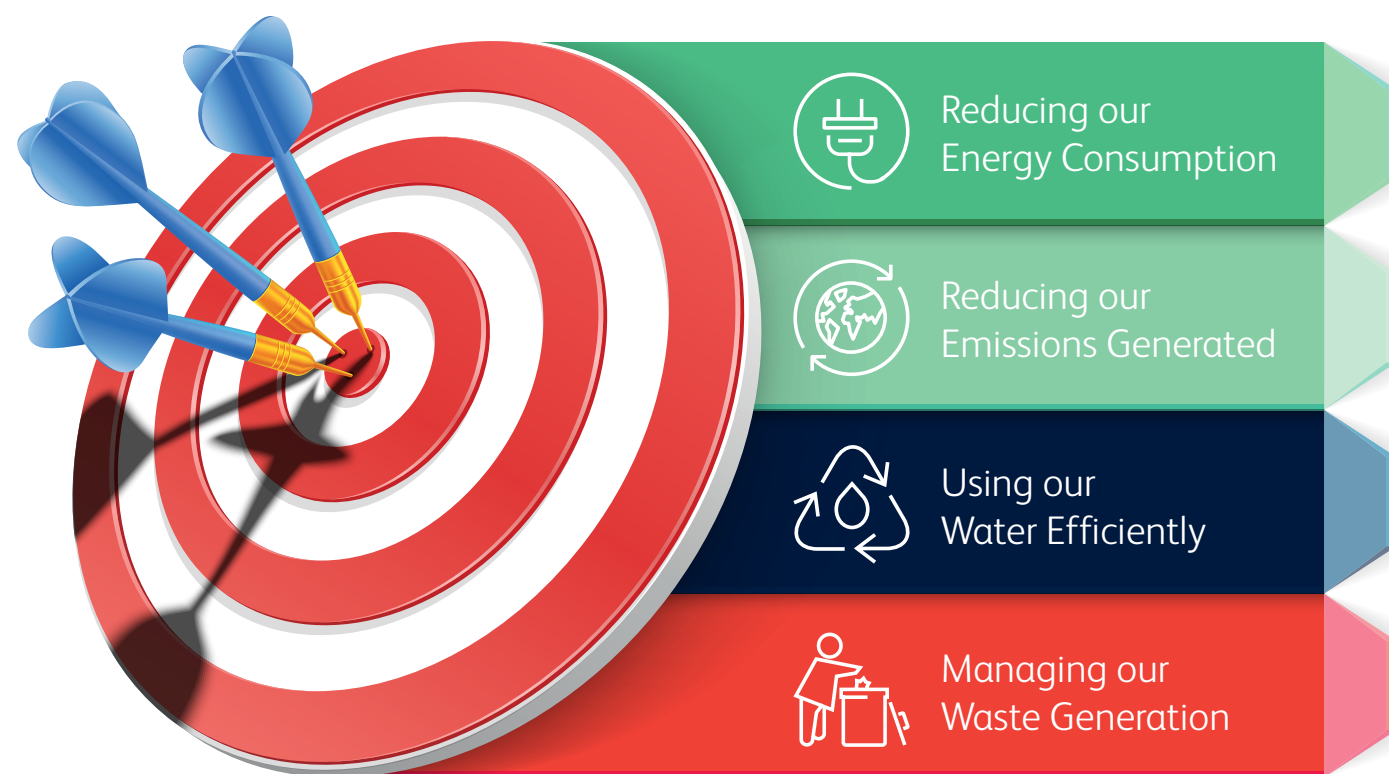 Reducing our
Energy Consumption
Reducing our
Emissions Generated
Using our
Water Efficiently
Managing our
Waste Generation